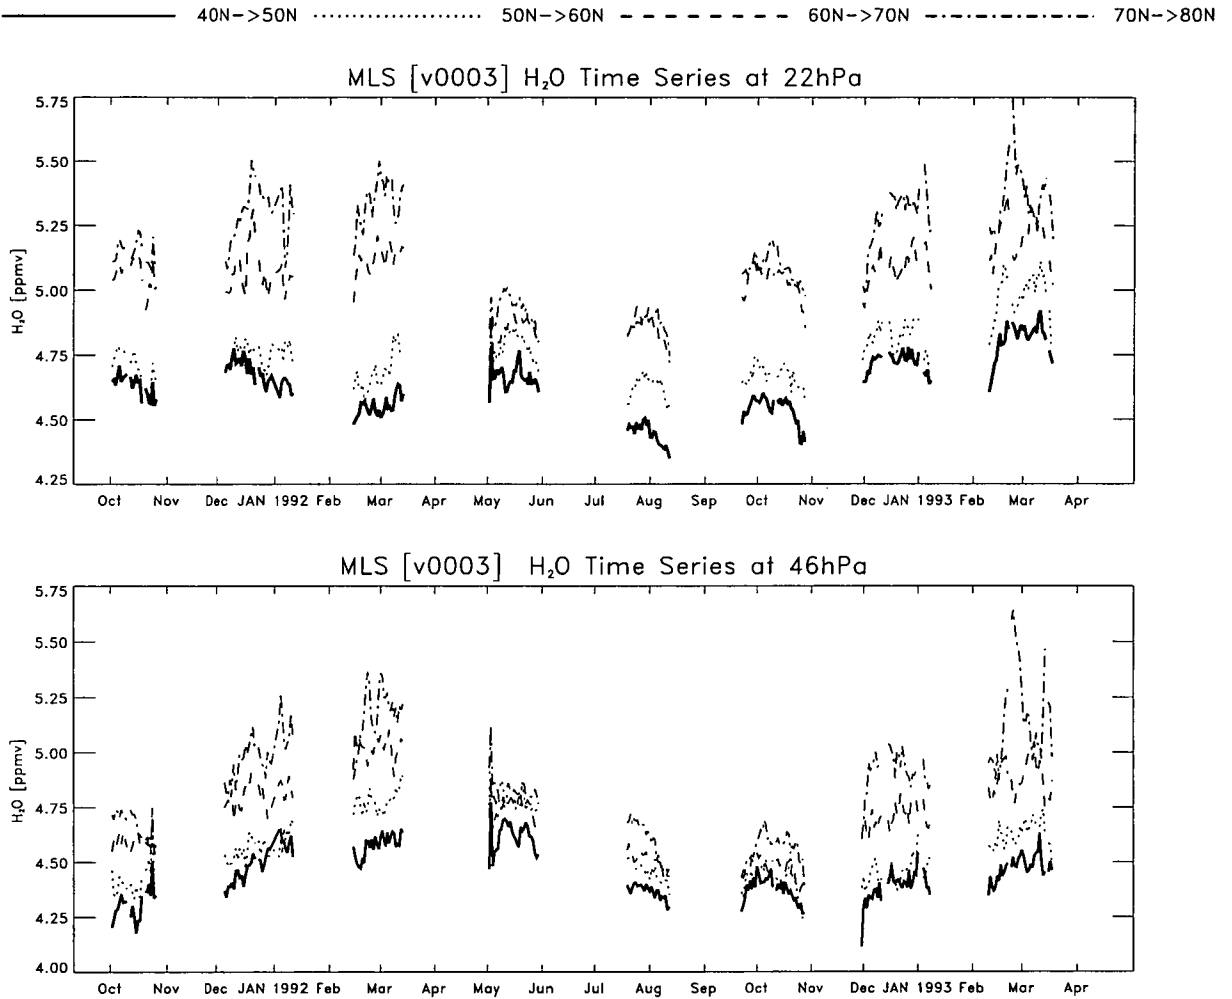 40N->50N 50N->60N 60N->70N 70N->80N
MLS [v0003] H₂O Time Series at 22hPa
5.75
5.50
5.25
5.00
4.75
4.50
4.25
H₂O [ppmv]
Oct Nov Dec JAN 1992 Feb Mar Apr May Jun Jul Aug Sep Oct Nov Dec JAN 1993 Feb Mar Apr
MLS [v0003] H₂O Time Series at 46hPa
5.75
5.50
5.25
5.00
4.75
4.50
4.25
4.00
H₂O [ppmv]
Oct Nov Dec JAN 1992 Feb Mar Apr May Jun Jul Aug Sep Oct Nov Dec JAN 1993 Feb Mar Apr